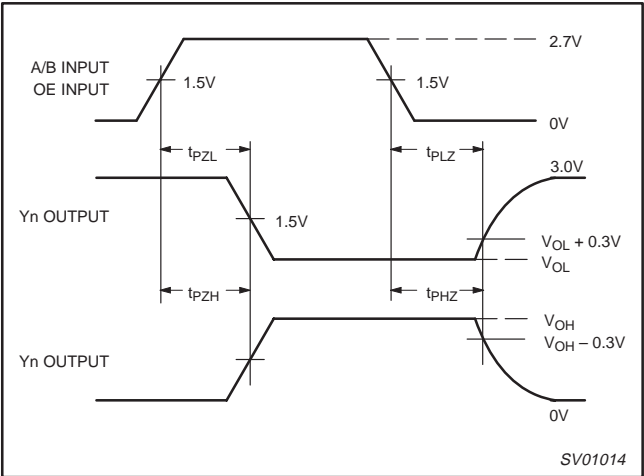 2.7V
A/B INPUT
OE INPUT
1.5V
1.5V
0V
tPZL
tPLZ
3.0V
Yn OUTPUT
1.5V
VOL + 0.3V
VOL
tPZH
tPHZ
VOH
VOH – 0.3V
Yn OUTPUT
0V
SV01014